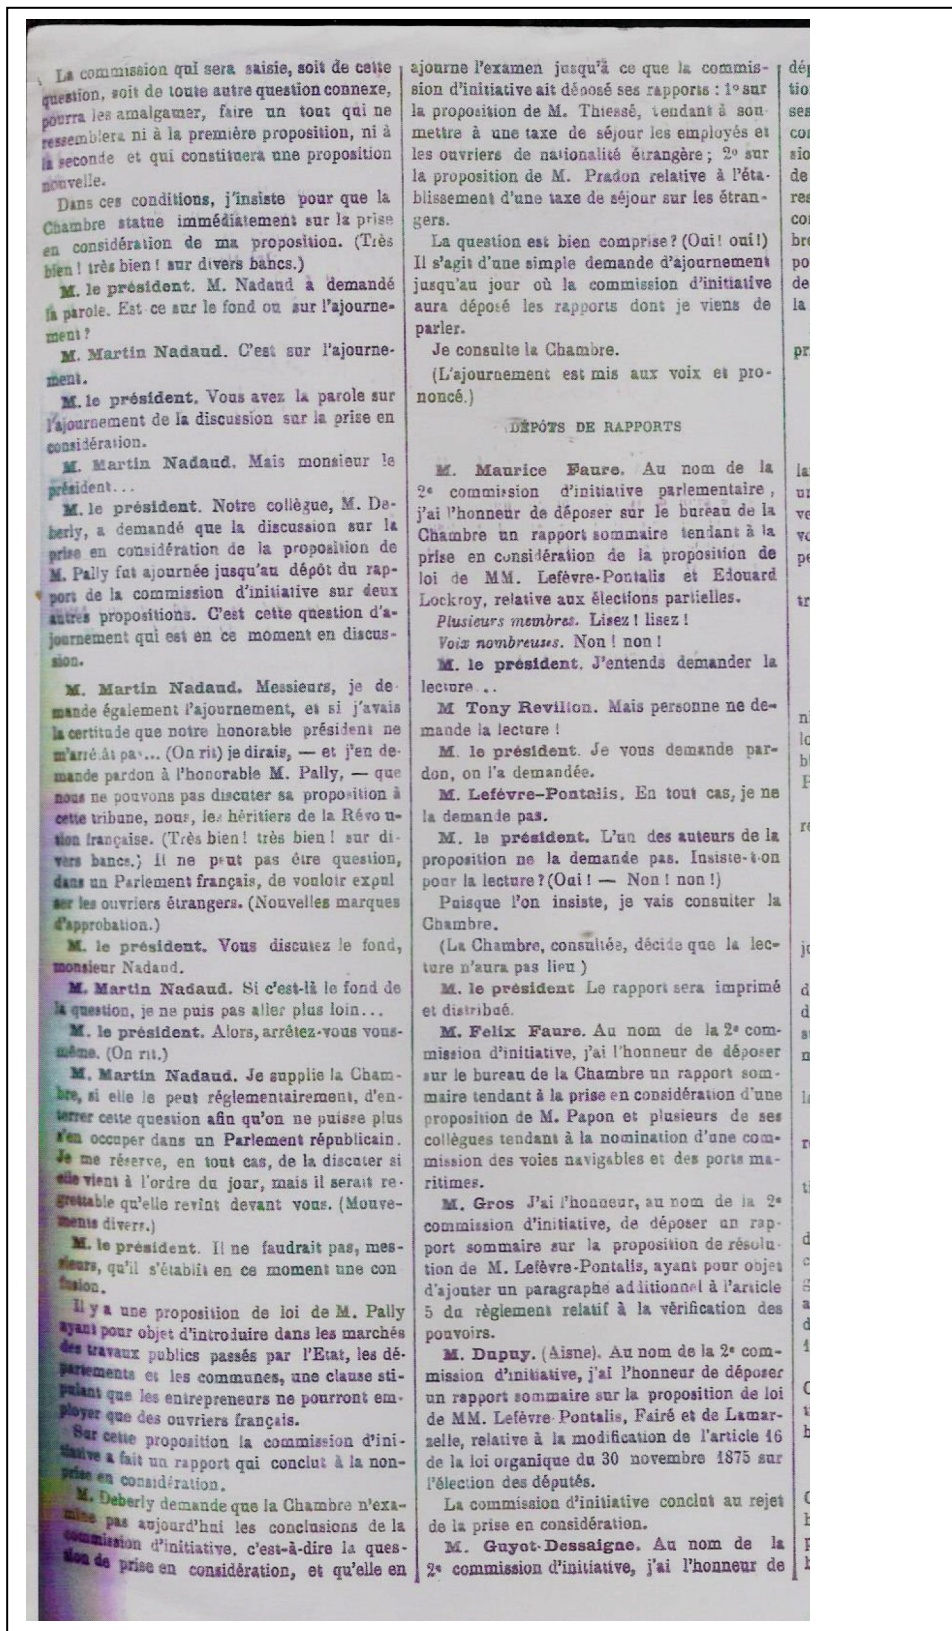 La commission qui sera saisie, soit de cette
question, soit de toute autre question connexe,
pourra les amalgamer, faire un tout qui ne
ressemblera ni à la première proposition, ni à
la seconde et qui constituera une proposition
nouvelle.
Dans ces conditions, j'insiste pour que la
Chambre statue immédiatement sur la prise
en considération de ma proposition. (Très
bien ! très bien ! sur divers bancs.)
M. le président. M. Nadaud a demandé
la parole. Est-ce sur le fond ou sur l'ajourne-
ment ?
M. Martin Nadaud. C'est sur l'ajourne-
ment.
M. le président. Vous avez la parole sur
l'ajournement de la discussion sur la prise en
considération.
M. Martin Nadaud. Mais monsieur le
président...
M. le président. Notre collègue, M. De-
berly, a demandé que la discussion sur la
prise en considération de la proposition de
M. Pally fut ajournée jusqu'au dépôt du rap-
port de la commission d'initiative sur deux
autres propositions. C'est cette question d'a-
journement qui est en ce moment en discus-
sion.
M. Martin Nadaud. Messieurs, je de-
mande également l'ajournement, et si j'avais
la certitude que notre honorable président ne
m'arrêtât pas... (On rit) je dirais, — et j'en de-
mande pardon à l'honorable M. Pally, — que
nous ne pouvons pas discuter sa proposition à
cette tribune, nous, les héritiers de la Révolu-
tion française. (Très bien ! très bien ! sur di-
vers bancs.) Il ne peut pas être question,
dans un Parlement français, de vouloir expul
ser les ouvriers étrangers. (Nouvelles marques
d'approbation.)
M. le président. Vous discutez le fond,
monsieur Nadaud.
M. Martin Nadaud. Si c'est-là le fond de
la question, je ne puis pas aller plus loin...
M. le président. Alors, arrêtez-vous vous-
même. (On rit.)
M. Martin Nadaud. Je supplie la Cham-
bre, si elle le peut réglementairement, d'en-
terrer cette question afin qu'on ne puisse plus
s'en occuper dans un Parlement républicain.
Je me réserve, en tout cas, de la discuter si
elle vient à l'ordre du jour, mais il serait re-
grettable qu'elle revînt devant vous. (Mouve-
ments divers.)
M. le président. Il ne faudrait pas, mes-
sieurs, qu'il s'établît en ce moment une con
fusion.
Il y a une proposition de loi de M. Pally
ayant pour objet d'introduire dans les marchés
des travaux publics passés par l'Etat, les dé-
partements et les communes, une clause sti-
pulant que les entrepreneurs ne pourront em-
ployer que des ouvriers français.
Sur cette proposition la commission d'ini-
tiative a fait un rapport qui conclut à la non-
prise en considération.
M. Deberly demande que la Chambre n'exa-
mine pas aujourd'hui les conclusions de la
commission d'initiative, c'est-à-dire la ques-
tion de prise en considération, et qu'elle en
ajourne l'examen jusqu'à ce que la commis-
sion d'initiative ait déposé ses rapports : 1º sur
la proposition de M. Thiessé, tendant à sou-
mettre à une taxe de séjour les employés et
les ouvriers de nationalité étrangère ; 2º sur
la proposition de M. Pradon relative à l'éta-
blissement d'une taxe de séjour sur les étran-
gers.
La question est bien comprise ? (Oui ! oui !)
Il s'agit d'une simple demande d'ajournement
jusqu'au jour où la commission d'initiative
aura déposé les rapports dont je viens de
parler.
Je consulte la Chambre.
(L'ajournement est mis aux voix et pro-
noncé.)
DÉPÔTS DE RAPPORTS
M. Maurice Faure. Au nom de la
2e commission d'initiative parlementaire,
j'ai l'honneur de déposer sur le bureau de la
Chambre un rapport sommaire tendant à la
prise en considération de la proposition de
loi de MM. Lefèvre-Pontalis et Edouard
Lockroy, relative aux élections partielles.
Plusieurs membres. Lisez ! lisez !
Voix nombreuses. Non ! non !
M. le président. J'entends demander la
lecture...
M Tony Revillon. Mais personne ne de-
mande la lecture !
M. le président. Je vous demande par-
don, on l'a demandée.
M. Lefèvre-Pontalis. En tout cas, je ne
la demande pas.
M. le président. L'un des auteurs de la
proposition ne la demande pas. Insiste-t-on
pour la lecture ? (Oui ! — Non ! non !)
Puisque l'on insiste, je vais consulter la
Chambre.
(La Chambre, consultée, décide que la lec-
ture n'aura pas lieu )
M. le président Le rapport sera imprimé
et distribué.
M. Felix Faure. Au nom de la 2e com-
mission d'initiative, j'ai l'honneur de déposer
sur le bureau de la Chambre un rapport som-
maire tendant à la prise en considération d'une
proposition de M. Papon et plusieurs de ses
collègues tendant à la nomination d'une com-
mission des voies navigables et des ports ma-
ritimes.
M. Gros J'ai l'honneur, au nom de la 2e
commission d'initiative, de déposer un rap-
port sommaire sur la proposition de résolu-
tion de M. Lefèvre-Pontalis, ayant pour objet
d'ajouter un paragraphe additionnel à l'article
5 du règlement relatif à la vérification des
pouvoirs.
M. Dupuy. (Aisne). Au nom de la 2e com-
mission d'initiative, j'ai l'honneur de déposer
un rapport sommaire sur la proposition de loi
de MM. Lefèvre-Pontalis, Fairé et de Lamar-
zelle, relative à la modification de l'article 16
de la loi organique du 30 novembre 1875 sur
l'élection des députés.
La commission d'initiative conclut au rejet
de la prise en considération.
M. Guyot-Dessaigne. Au nom de la
2e commission d'initiative, j'ai l'honneur de